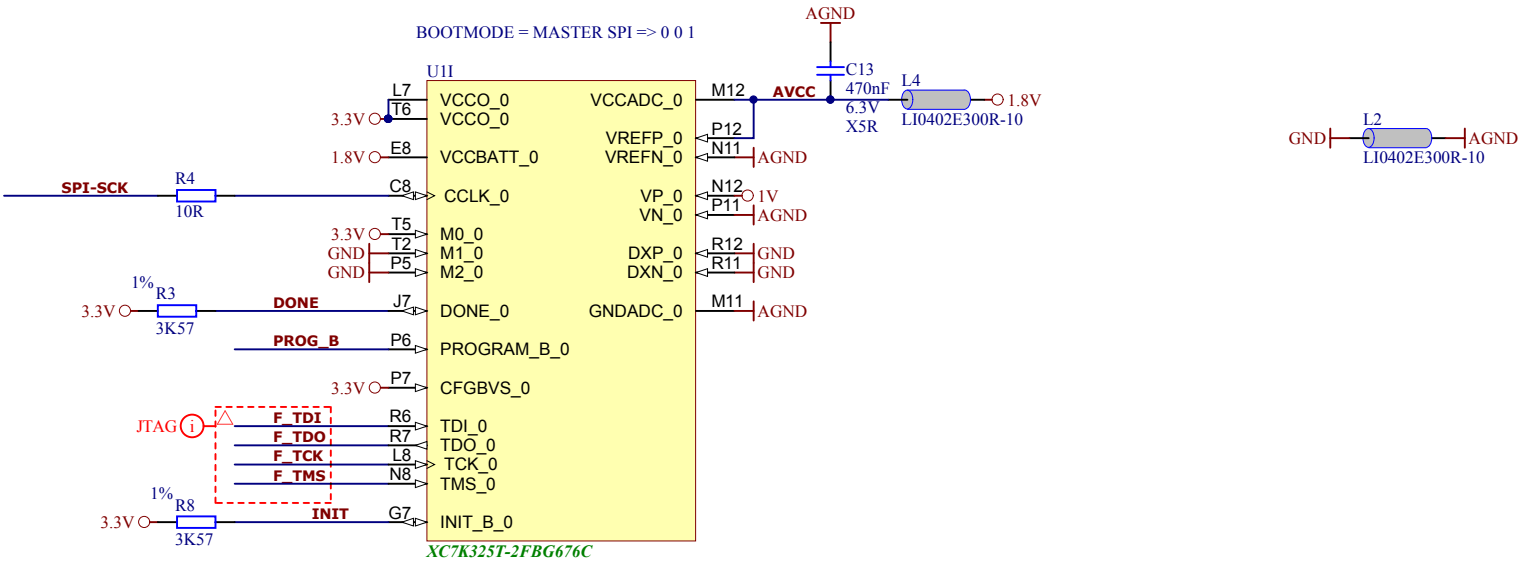 AGND
BOOTMODE = MASTER SPI => 0 0 1
U1I
C13
470nF
6.3V
X5R
L4
LI0402E300R-10
1.8V
L2
LI0402E300R-10
GND
AGND
L7 VCCO_0
3.3V T6 VCCO_0
1.8V E8 VCCBATT_0
SPI-SCK R4 C8 CCLK_0
10R
3.3V T5 M0_0
GND T2 M1_0
GND P5 M2_0
1%
R3
3.3V DONE J7 DONE_0
3K57
PROG_B P6 PROGRAM_B_0
3.3V P7 CFGBVS_0
JTAG i F_TDI R6 TDI_0
F_TDO R7 TDO_0
F_TCK L8 TCK_0
F_TMS N8 TMS_0
1%
R8
3.3V INIT G7 INIT_B_0
3K57
VCCADC_0 M12 AVCC
VREFP_0 P12
VREFN_0 N11 AGND
VP_0 N12 1V
VN_0 P11 AGND
DXP_0 R12 GND
DXN_0 R11 GND
GNDADC_0 M11 AGND
XC7K325T-2FBG676C